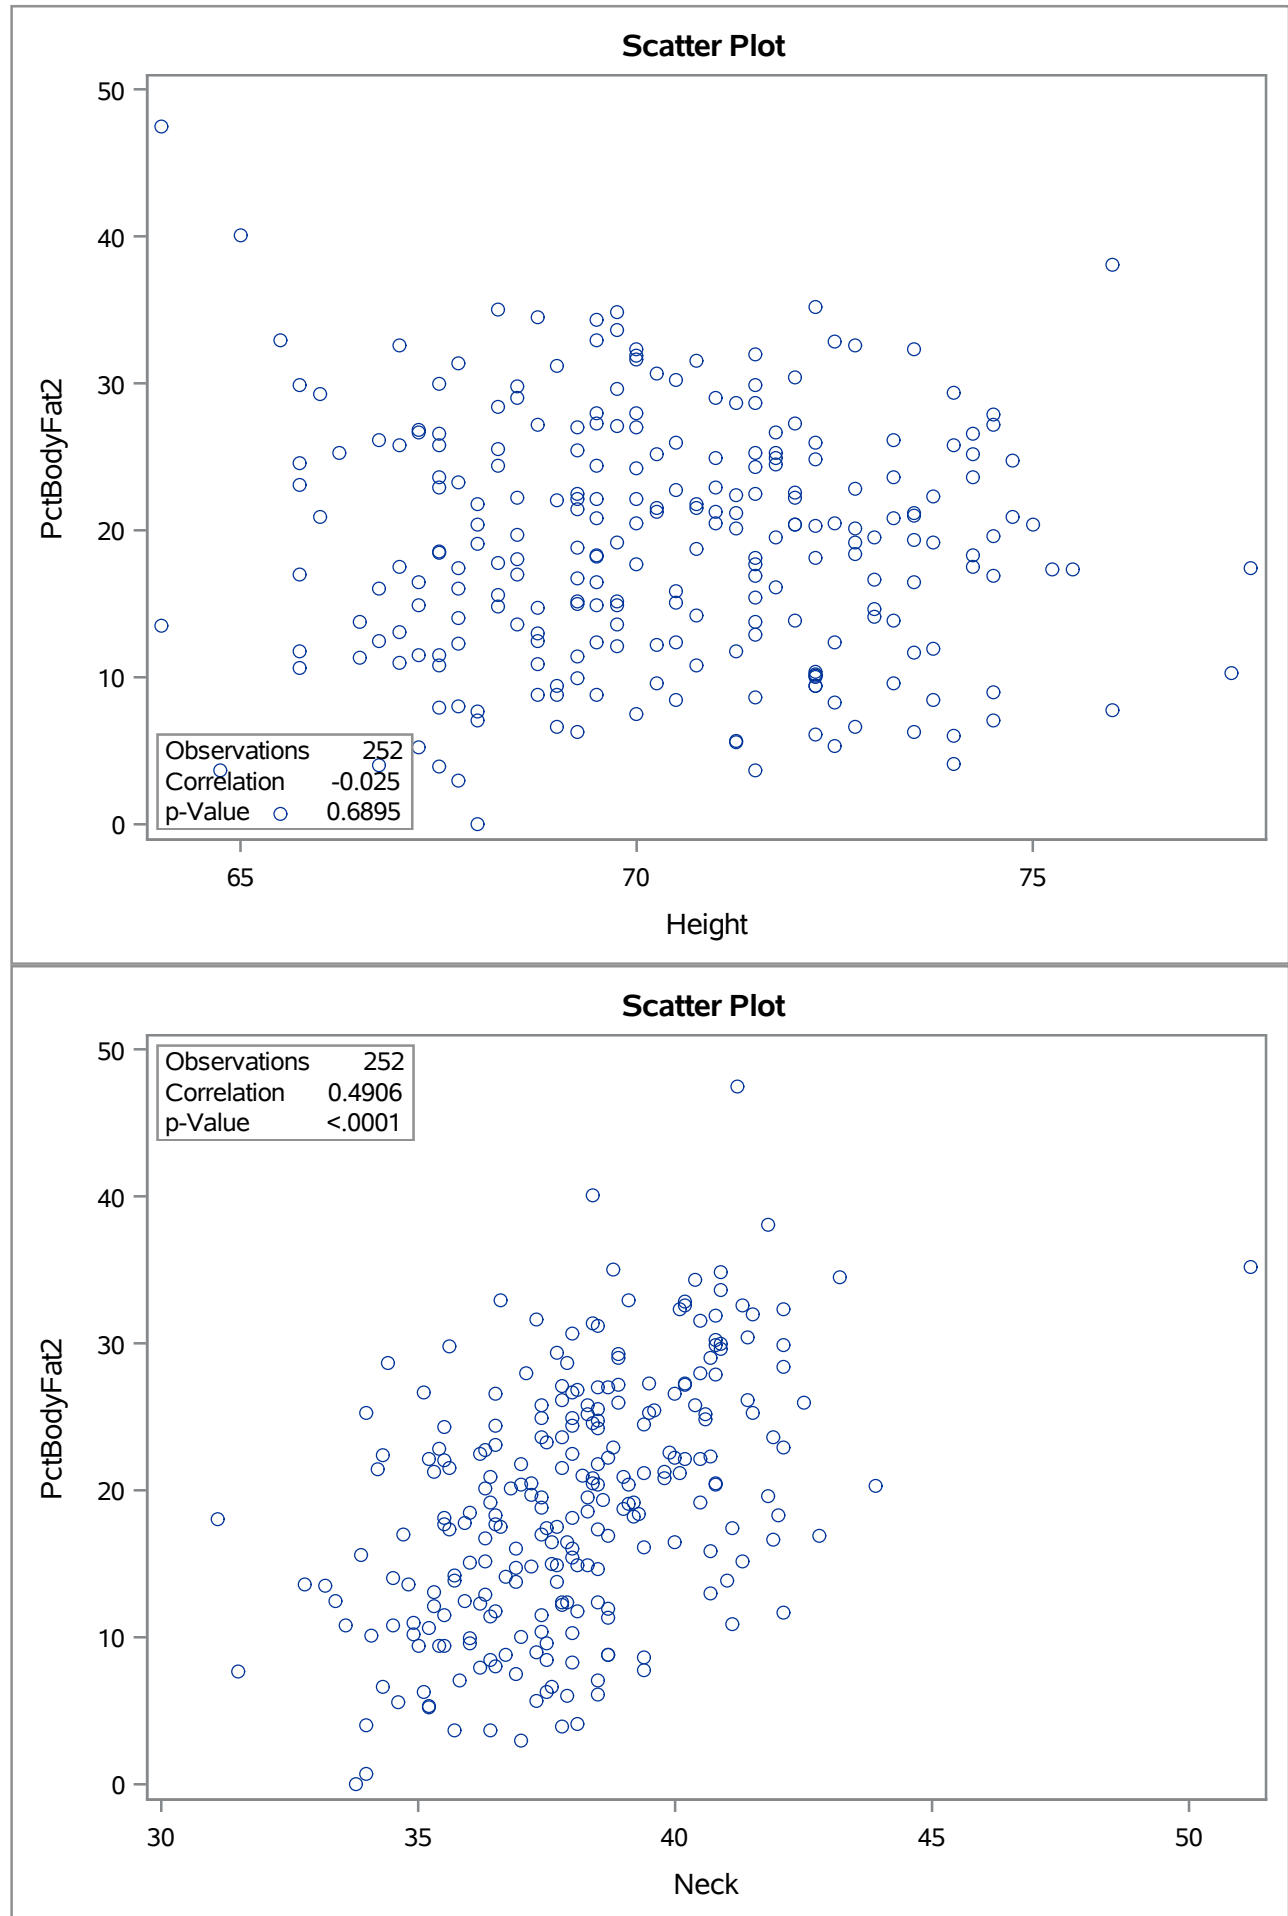 Scatter Plot
50
40
30
20
10
0
PctBodyFat2
Observations 252
Correlation -0.025
p-Value 0.6895
65 70 75
Height
Scatter Plot
Observations 252
Correlation 0.4906
p-Value <.0001
50
40
30
20
10
0
PctBodyFat2
30 35 40 45 50
Neck